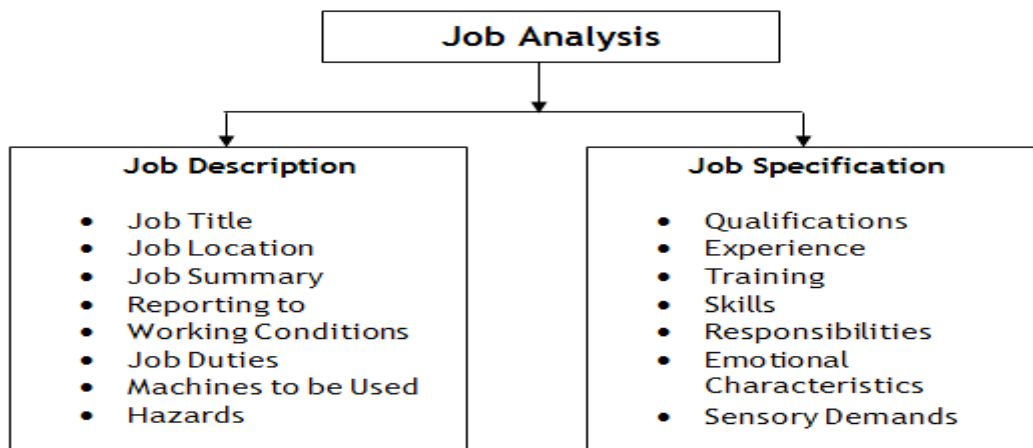 Job Analysis
Job Description
• Job Title
• Job Location
• Job Summary
• Reporting to
• Working Conditions
• Job Duties
• Machines to be Used
• Hazards
Job Specification
• Qualifications
• Experience
• Training
• Skills
• Responsibilities
• Emotional
Characteristics
• Sensory Demands